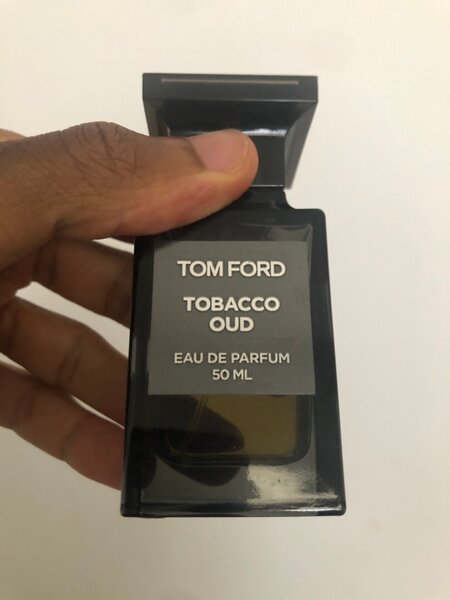 TOM FORD
TOBACCO
OUD
EAU DE PARFUM
50 ML